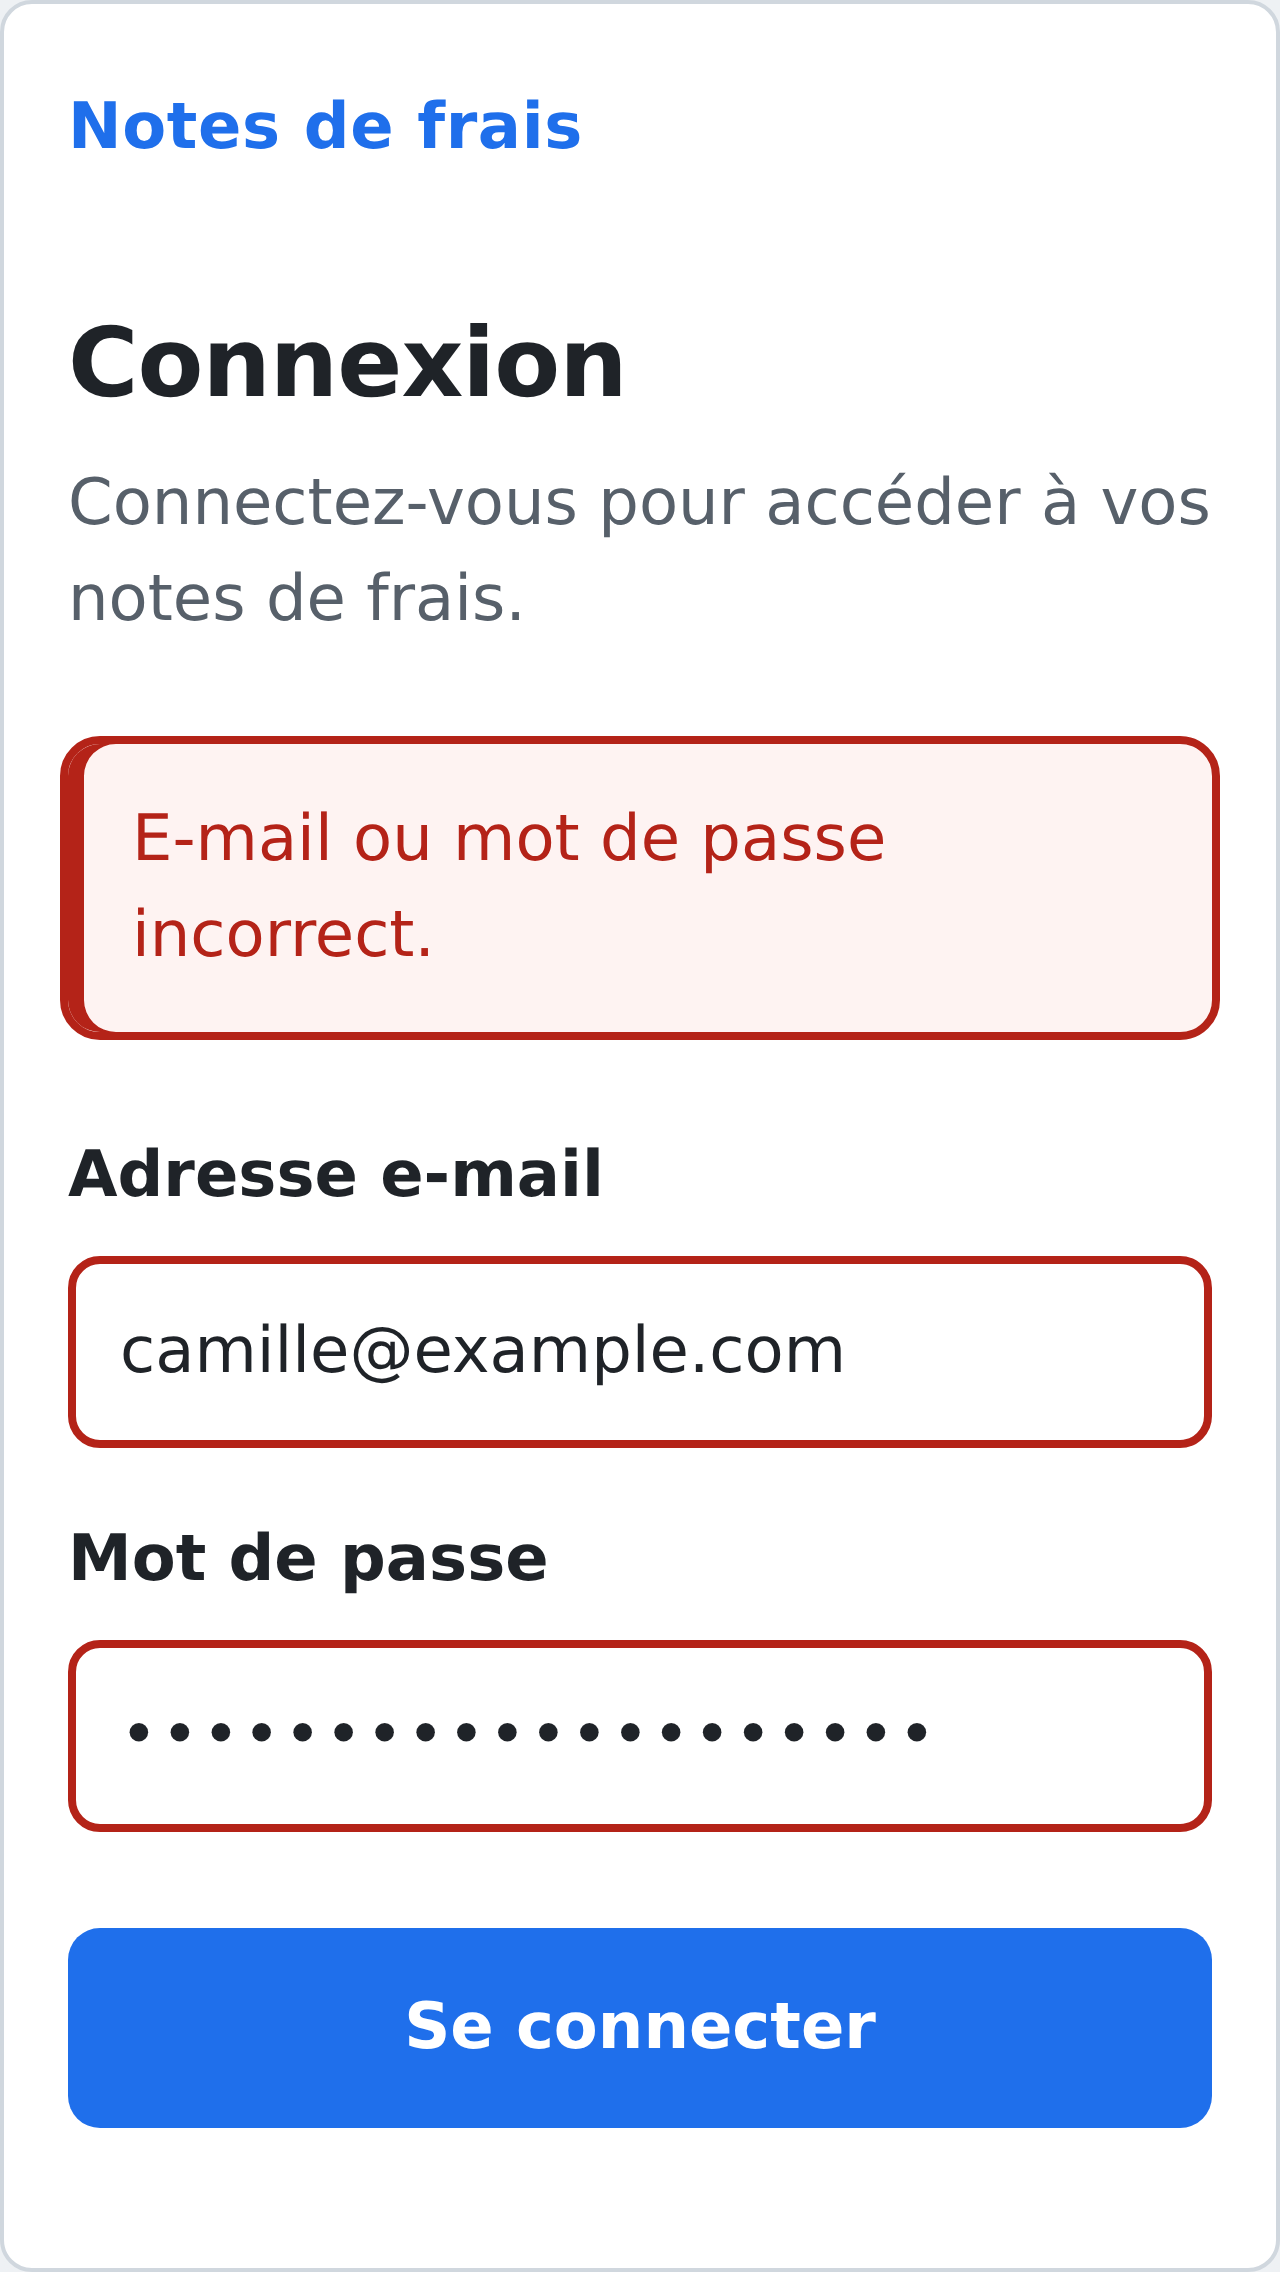 Notes de frais
Connexion
Connectez-vous pour accéder à vos
notes de frais.
E-mail ou mot de passe
incorrect.
Adresse e-mail
camille@example.com
Mot de passe
••••••••••••••••••••
Se connecter